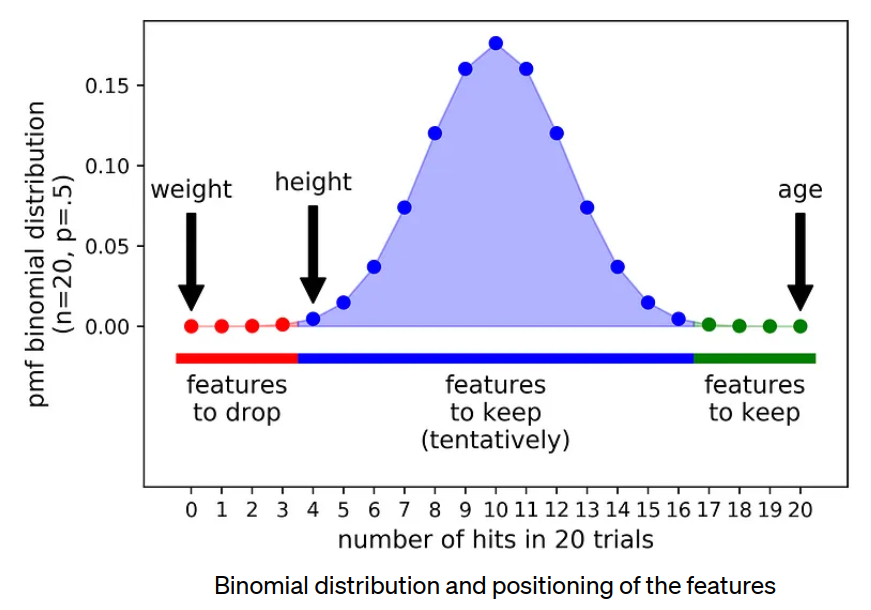 pmf binomial distribution
(n=20, p=.5)
0.15
0.10
0.05
0.00
weight
height
age
features
to drop
features
to keep
(tentatively)
features
to keep
0 1 2 3 4 5 6 7 8 9 10 11 12 13 14 15 16 17 18 19 20
number of hits in 20 trials
Binomial distribution and positioning of the features